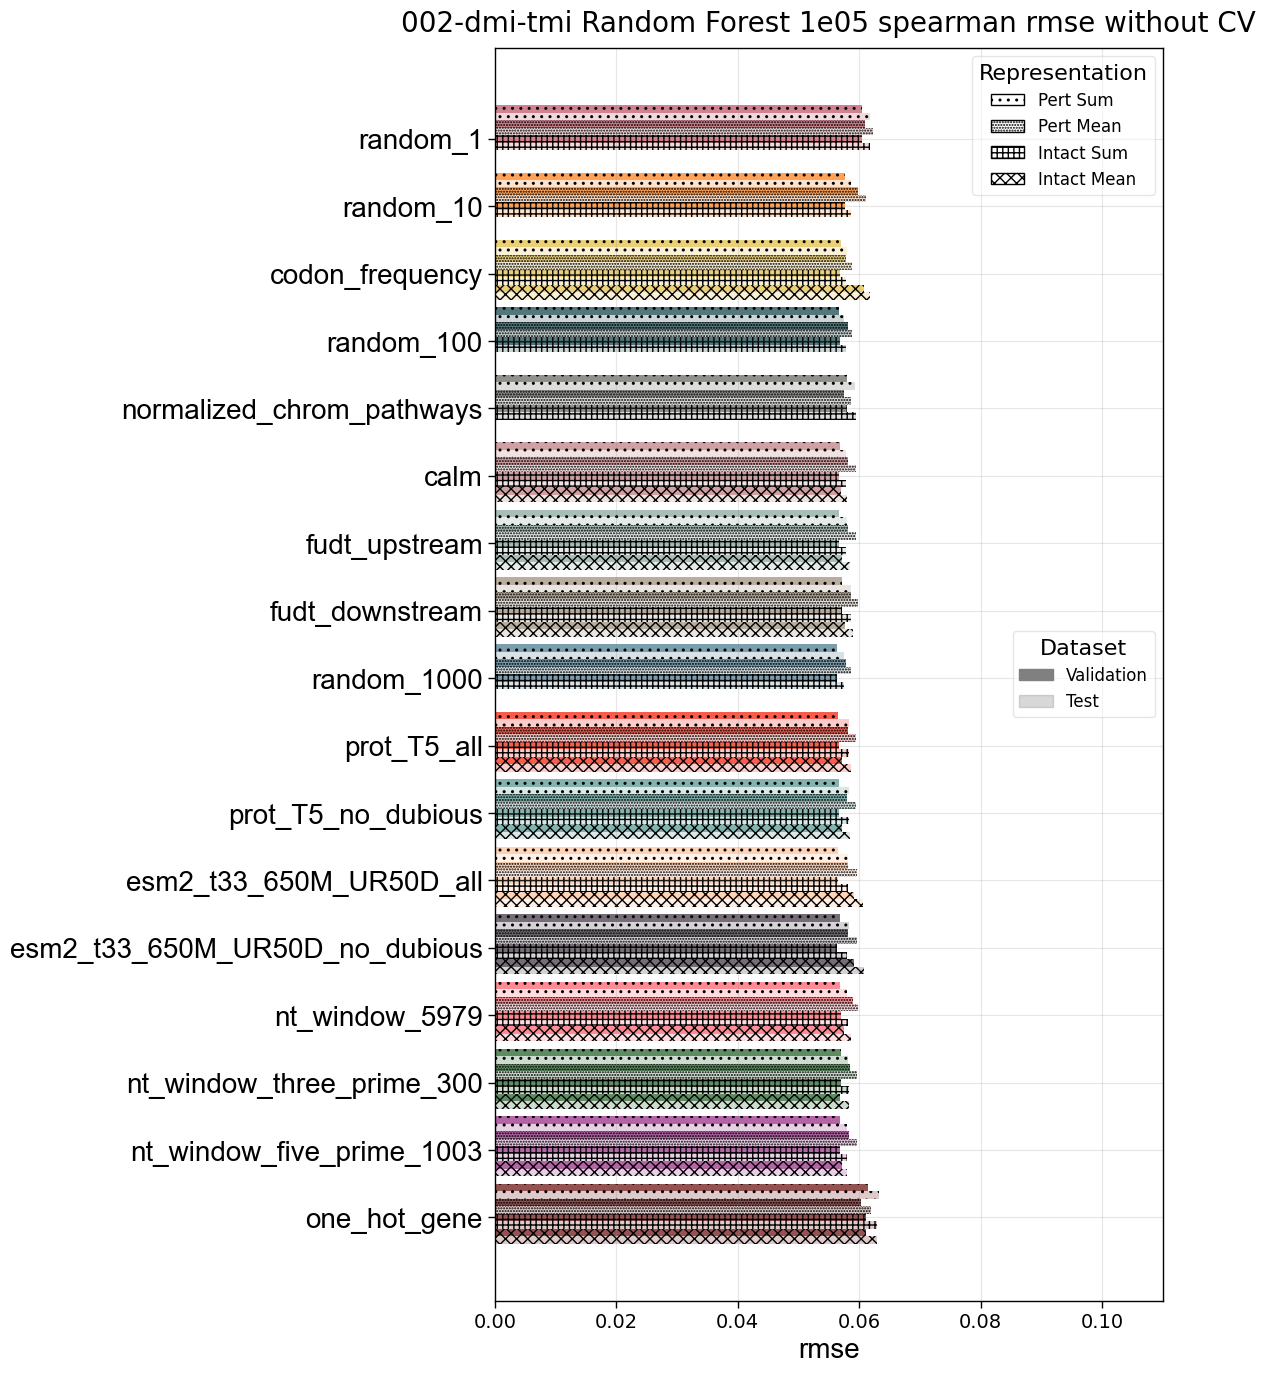 002-dmi-tmi Random Forest 1e05 spearman rmse without CV
Representation
Pert Sum
Pert Mean
Intact Sum
Intact Mean
random_1
random_10
codon_frequency
random_100
normalized_chrom_pathways
calm
fudt_upstream
fudt_downstream
random_1000
Dataset
Validation
Test
prot_T5_all
prot_T5_no_dubious
esm2_t33_650M_UR50D_all
esm2_t33_650M_UR50D_no_dubious
nt_window_5979
nt_window_three_prime_300
nt_window_five_prime_1003
one_hot_gene
0.00 0.02 0.04 0.06 0.08 0.10
rmse